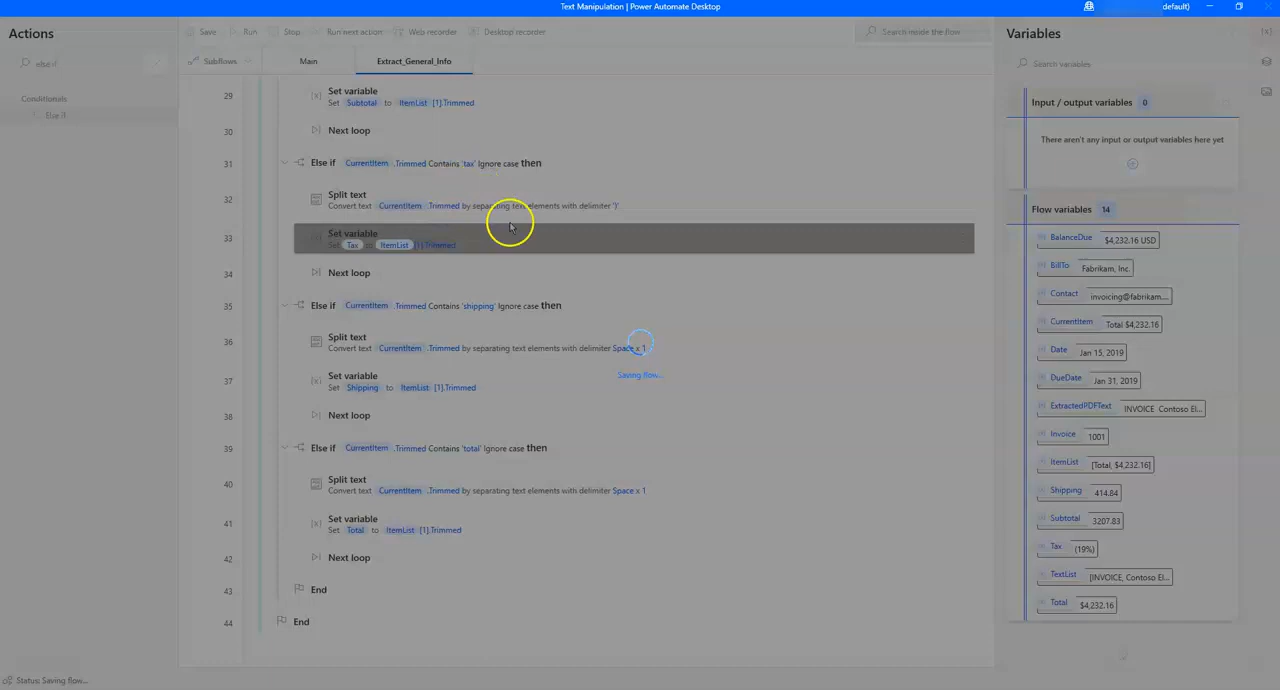 Text Manipulation | Power Automate Desktop
default)
Actions
Save
Run
Stop
Run next action
Web recorder
Desktop recorder
Search inside the flow
Variables
else if
Subflows
Main
Extract_General_Info
Search variables
Conditionals
Else if
29
Set variable
Set Subtotal to ItemList [1].Trimmed
30
Next loop
31
Else if CurrentItem .Trimmed Contains 'tax' Ignore case then
32
Split text
Convert text CurrentItem .Trimmed by separating text elements with delimiter ')'
33
Set variable
Set Tax to ItemList [1].Trimmed
34
Next loop
35
Else if CurrentItem .Trimmed Contains 'shipping' Ignore case then
36
Split text
Convert text CurrentItem .Trimmed by separating text elements with delimiter Space x 1
37
Set variable
Set Shipping to ItemList [1].Trimmed
38
Next loop
39
Else if CurrentItem .Trimmed Contains 'total' Ignore case then
40
Split text
Convert text CurrentItem .Trimmed by separating text elements with delimiter Space x 1
41
Set variable
Set Total to ItemList [1].Trimmed
42
Next loop
43
End
44
End
Saving flow...
Input / output variables 0
There aren't any input or output variables here yet
Flow variables 14
BalanceDue $4,232.16 USD
BillTo Fabrikam, Inc.
Contact invoicing@fabrikam....
CurrentItem Total $4,232.16
Date Jan 15, 2019
DueDate Jan 31, 2019
ExtractedPDFText INVOICE Contoso El...
Invoice 1001
ItemList [Total, $4,232.16]
Shipping 414.84
Subtotal 3207.83
Tax (19%)
TextList [INVOICE, Contoso El...
Total $4,232.16
Status: Saving flow...